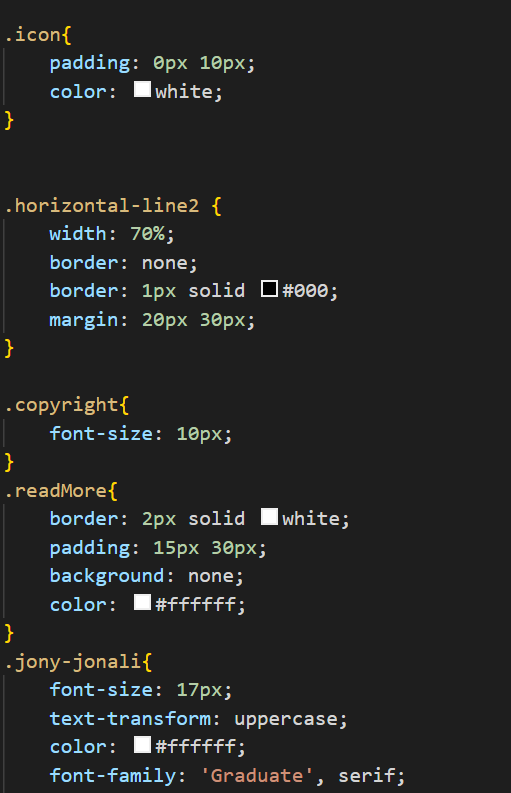 .icon{
    padding: 0px 10px;
    color: white;
}
.horizontal-line2 {
    width: 70%;
    border: none;
    border: 1px solid #000;
    margin: 20px 30px;
}
.copyright{
    font-size: 10px;
}
.readMore{
    border: 2px solid white;
    padding: 15px 30px;
    background: none;
    color: #ffffff;
}
.jony-jonali{
    font-size: 17px;
    text-transform: uppercase;
    color: #ffffff;
    font-family: 'Graduate', serif;